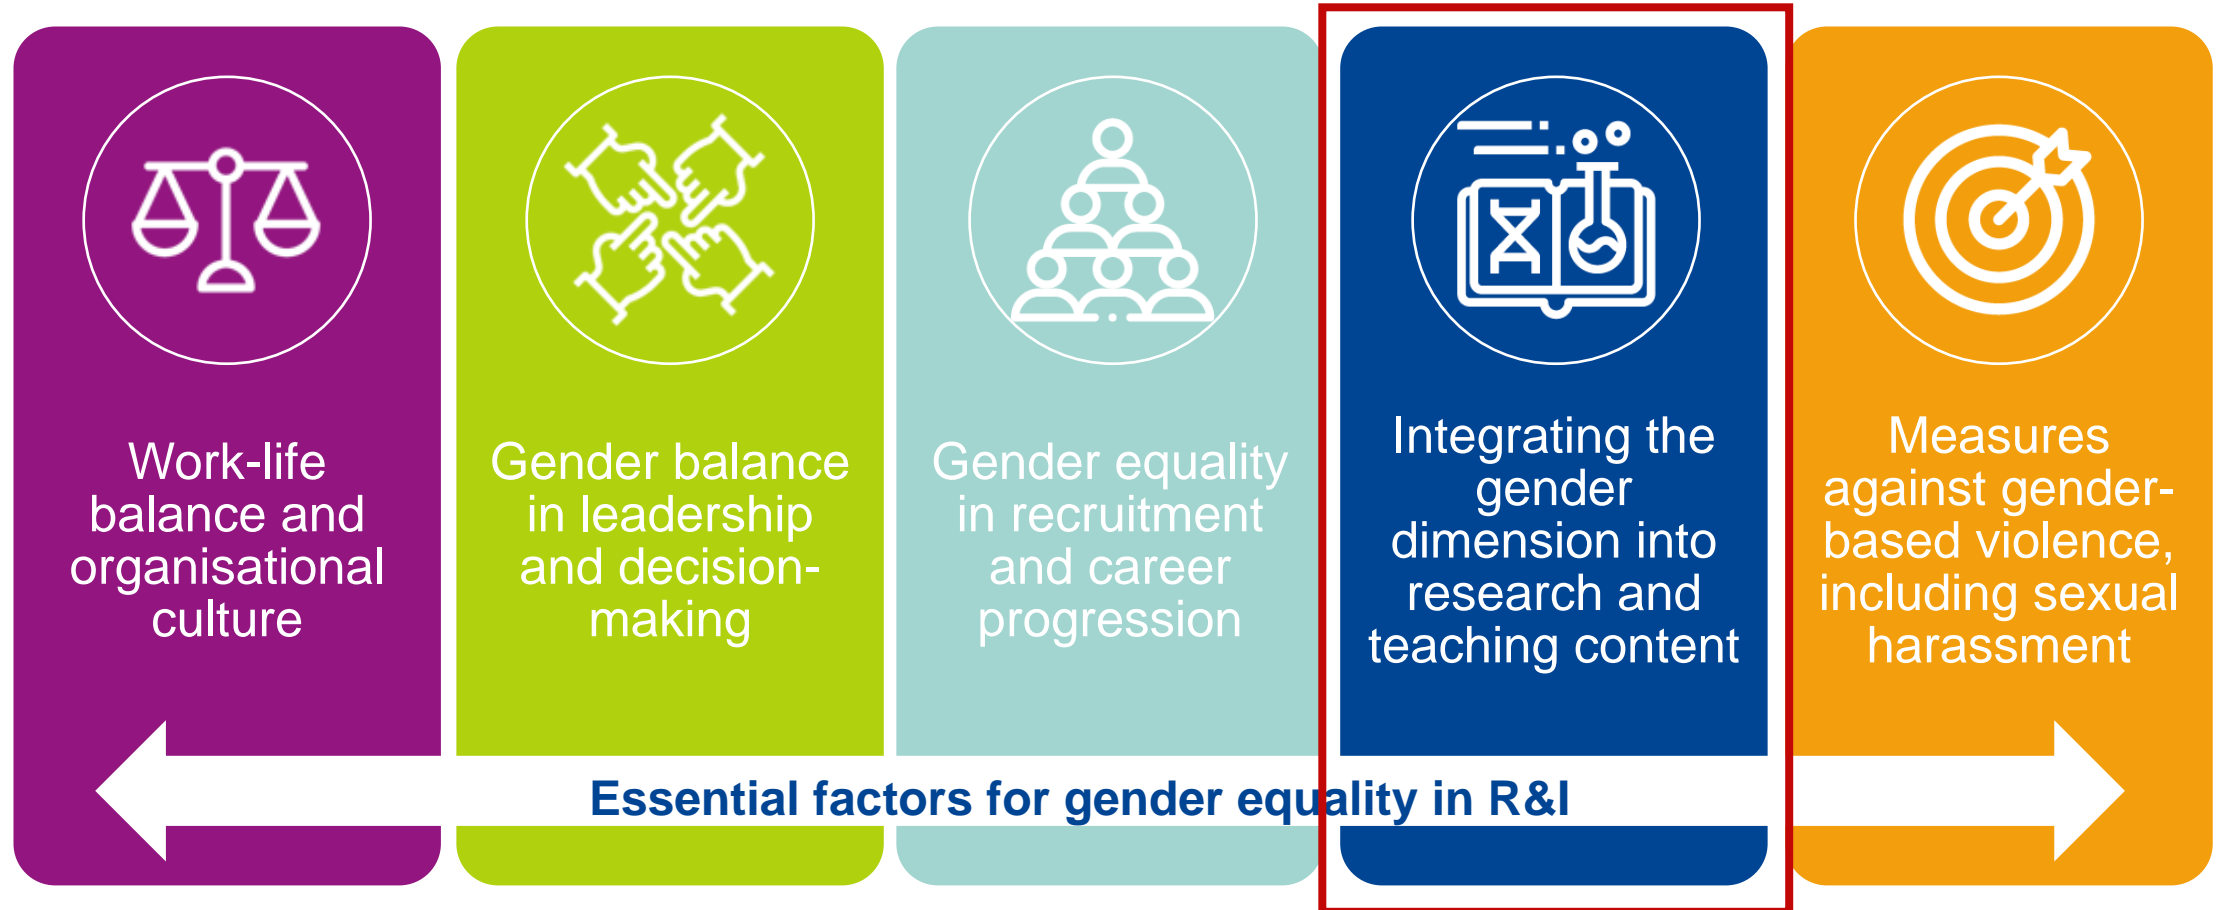 Work-life
balance and
organisational
culture
Gender balance
in leadership
and decision-
making
Gender equality
in recruitment
and career
progression
Integrating the
gender
dimension into
research and
teaching content
Measures
against gender-
based violence,
including sexual
harassment
Essential factors for gender equality in R&I